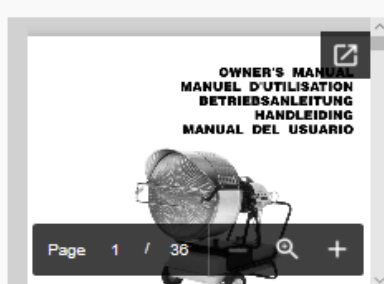 OWNER'S MANUAL
MANUEL D'UTILISATION
BETRIEBSANLEITUNG
HANDLEIDING
MANUAL DEL USUARIO
Page 1 / 36